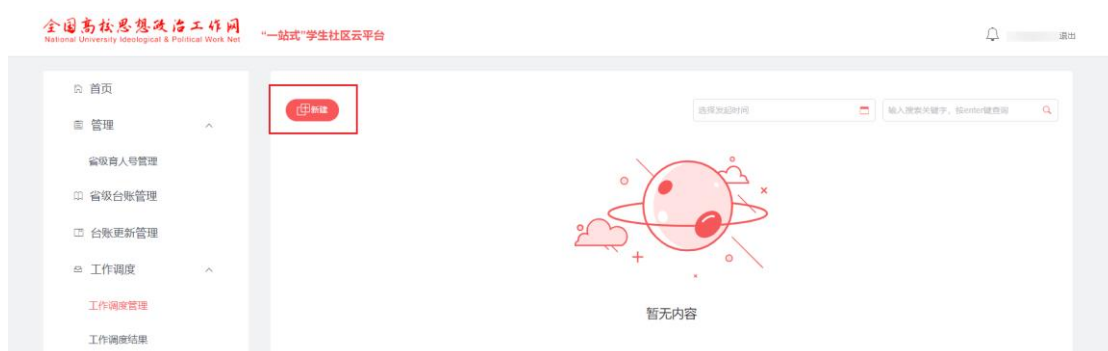 全国高校思想政治工作网
National University Ideological & Political Work Net
“一站式”学生社区云平台
退出
首页
新建
选择发起时间
输入搜索关键字，按enter键查询
管理
省级育人号管理
省级台账管理
台账更新管理
工作调度
工作调度管理
暂无内容
工作调度结果